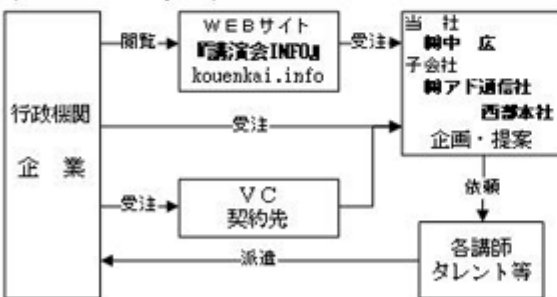 行政機関
企業
閲覧
WEBサイト
『講演会INFO』
kouenkai.info
受注
当社
㈱中広
子会社
㈱アド通信社
西部本社
企画・提案
受注
受注
VC
契約先
依頼
各講師
タレント等
派遣